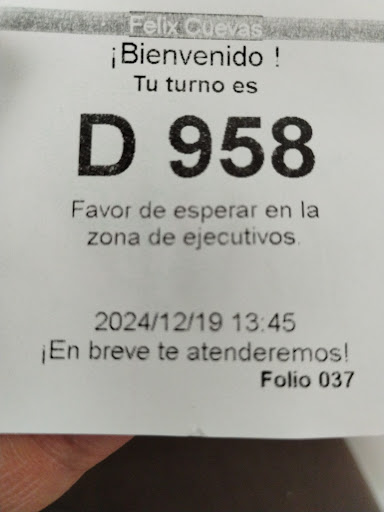 Felix Cuevas
¡Bienvenido !
Tu turno es
D 958
Favor de esperar en la
zona de ejecutivos.
2024/12/19 13:45
¡En breve te atenderemos!
Folio 037